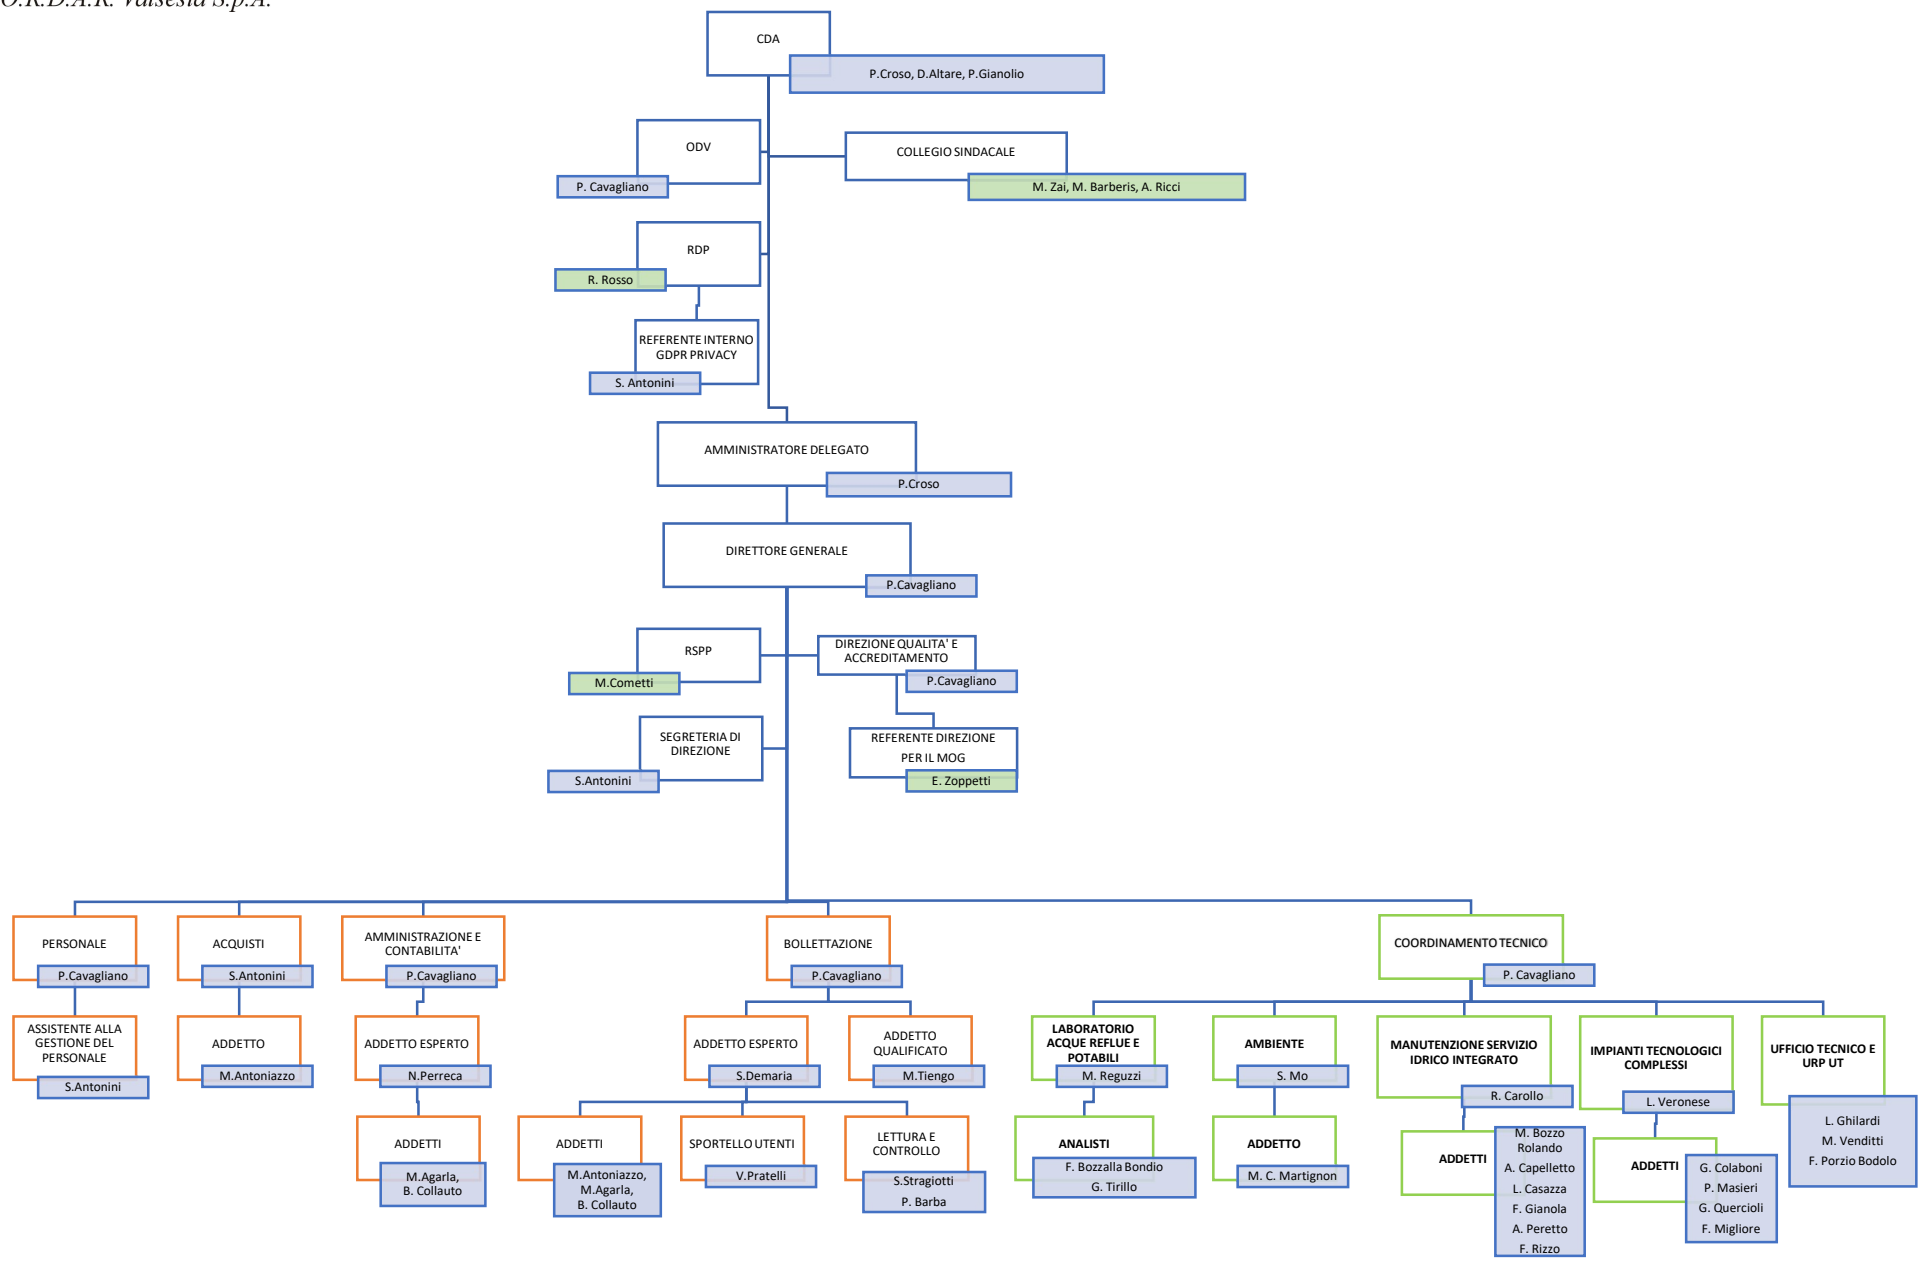 O.R.D.A.R. Valsesia S.p.A.
CDA
P.Croso, D.Altare, P.Gianolio
ODV
P. Cavagliano
COLLEGIO SINDACALE
M. Zai, M. Barberis, A. Ricci
RDP
R. Rosso
REFERENTE INTERNO
GDPR PRIVACY
S. Antonini
AMMINISTRATORE DELEGATO
P.Croso
DIRETTORE GENERALE
P.Cavagliano
RSPP
M.Cometti
DIREZIONE QUALITA' E
ACCREDITAMENTO
P.Cavagliano
SEGRETERIA DI
DIREZIONE
S.Antonini
REFERENTE DIREZIONE
PER IL MOG
E. Zoppetti
PERSONALE
P.Cavagliano
ACQUISTI
S.Antonini
AMMINISTRAZIONE E
CONTABILITA'
P.Cavagliano
BOLLETTAZIONE
P.Cavagliano
COORDINAMENTO TECNICO
P. Cavagliano
ASSISTENTE ALLA
GESTIONE DEL
PERSONALE
S.Antonini
ADDETTO
M.Antoniazzo
ADDETTO ESPERTO
N.Perreca
ADDETTO ESPERTO
S.Demaria
ADDETTO
QUALIFICATO
M.Tiengo
LABORATORIO
ACQUE REFLUE E
POTABILI
M. Reguzzi
AMBIENTE
S. Mo
MANUTENZIONE SERVIZIO
IDRICO INTEGRATO
R. Carollo
IMPIANTI TECNOLOGICI
COMPLESSI
L. Veronese
UFFICIO TECNICO E
URP UT
L. Ghilardi
M. Venditti
F. Porzio Bodolo
ADDETTI
M.Agarla,
B. Collauto
ADDETTI
M.Antoniazzo,
M.Agarla,
B. Collauto
SPORTELLO UTENTI
V.Pratelli
LETTURA E
CONTROLLO
S.Stragiotti
P. Barba
ANALISTI
F. Bozzalla Bondio
G. Tirillo
ADDETTO
M. C. Martignon
ADDETTI
M. Bozzo
Rolando
A. Capelletto
L. Casazza
F. Gianola
A. Peretto
F. Rizzo
ADDETTI
G. Colaboni
P. Masieri
G. Quercioli
F. Migliore